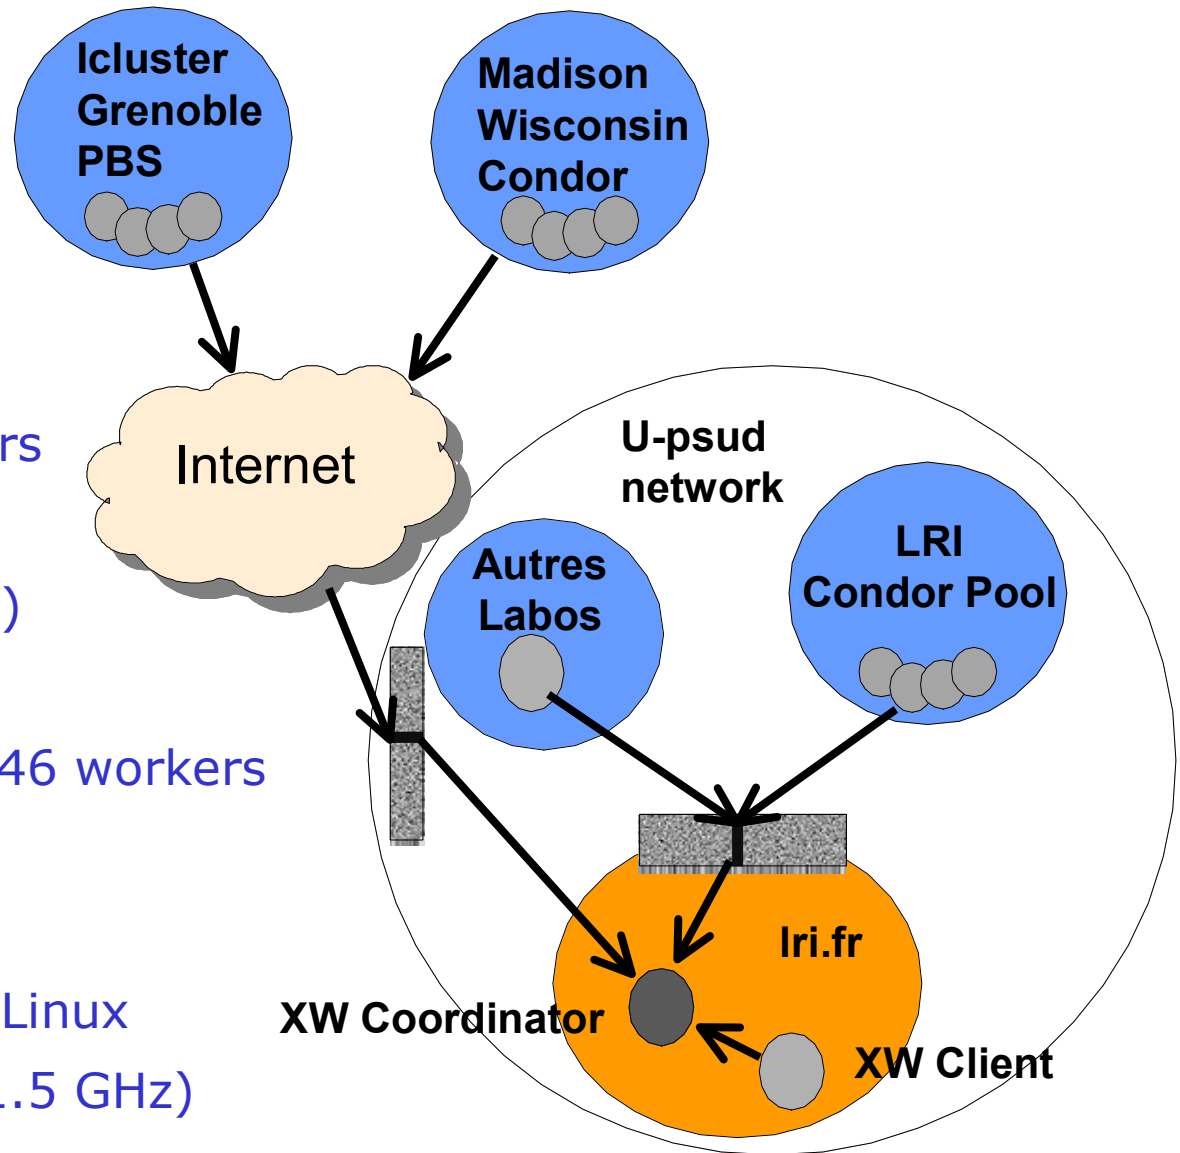 Icluster
Grenoble
PBS
Madison
Wisconsin
Condor
rs
Internet
U-psud
network
)
Autres
Labos
LRI
Condor Pool
46 workers
lri.fr
Linux
XW Coordinator
XW Client
1.5 GHz)